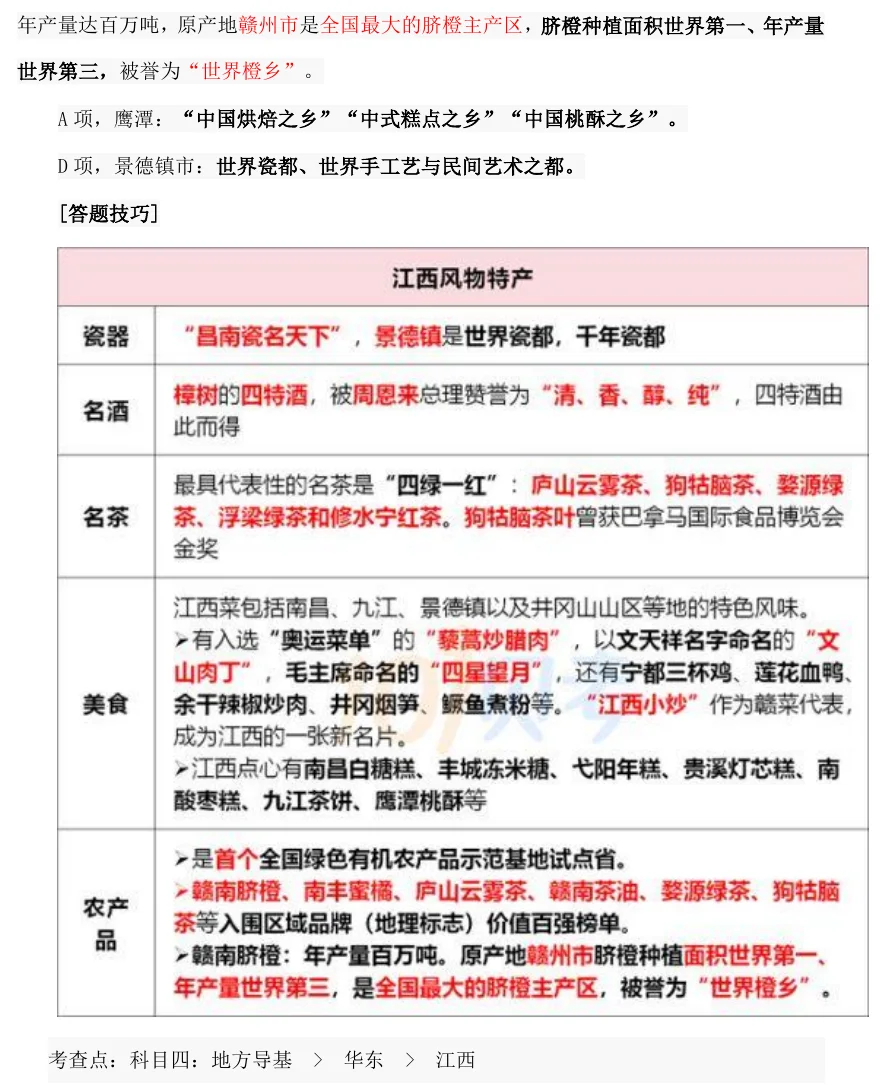 年产量达百万吨，原产地赣州市是全国最大的脐橙主产区，脐橙种植面积世界第一、年产量
世界第三，被誉为“世界橙乡”。
A 项，鹰潭：“中国烘焙之乡”“中式糕点之乡”“中国桃酥之乡”。
D 项，景德镇市：世界瓷都、世界手工艺与民间艺术之都。
[答题技巧]
江西风物特产
瓷器
“昌南瓷名天下”，景德镇是世界瓷都，千年瓷都
名酒
樟树的四特酒，被周恩来总理赞誉为“清、香、醇、纯”，四特酒由
此而得
名茶
最具代表性的名茶是“四绿一红”：庐山云雾茶、狗牯脑茶、婺源绿
茶、浮梁绿茶和修水宁红茶。狗牯脑茶叶曾获巴拿马国际食品博览会
金奖
美食
江西菜包括南昌、九江、景德镇以及井冈山山区等地的特色风味。
➢有入选“奥运菜单”的“藜蒿炒腊肉”，以文天祥名字命名的“文
山肉丁”，毛主席命名的“四星望月”，还有宁都三杯鸡、莲花血鸭、
余干辣椒炒肉、井冈烟笋、鳜鱼煮粉等。“江西小炒”作为赣菜代表，
成为江西的一张新名片。
➢江西点心有南昌白糖糕、丰城冻米糖、弋阳年糕、贵溪灯芯糕、南
酸枣糕、九江茶饼、鹰潭桃酥等
农产
品
➢是首个全国绿色有机农产品示范基地试点省。
➢赣南脐橙、南丰蜜橘、庐山云雾茶、赣南茶油、婺源绿茶、狗牯脑
茶等入围区域品牌（地理标志）价值百强榜单。
➢赣南脐橙：年产量百万吨。原产地赣州市脐橙种植面积世界第一、
年产量世界第三，是全国最大的脐橙主产区，被誉为“世界橙乡”。
考查点：科目四：地方导基 > 华东 > 江西